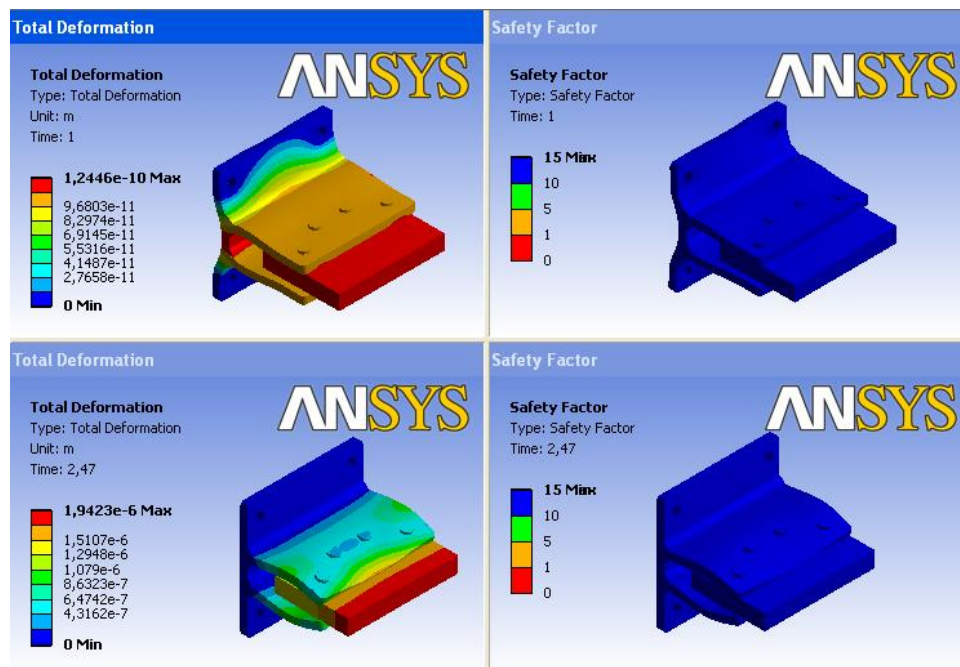 Total Deformation
ANSYS
Total Deformation
Type: Total Deformation
Unit: m
Time: 1
1,2446e-10 Max
9,6803e-11
8,2974e-11
6,9145e-11
5,5316e-11
4,1487e-11
2,7658e-11
0 Min
Safety Factor
ANSYS
Safety Factor
Type: Safety Factor
Time: 1
15
10
5
1
0
Total Deformation
ANSYS
Total Deformation
Type: Total Deformation
Unit: m
Time: 2,47
1,9423e-6 Max
1,5107e-6
1,2948e-6
1,079e-6
8,6323e-7
6,4742e-7
4,3162e-7
0 Min
Safety Factor
ANSYS
Safety Factor
Type: Safety Factor
Time: 2,47
15
10
5
1
0